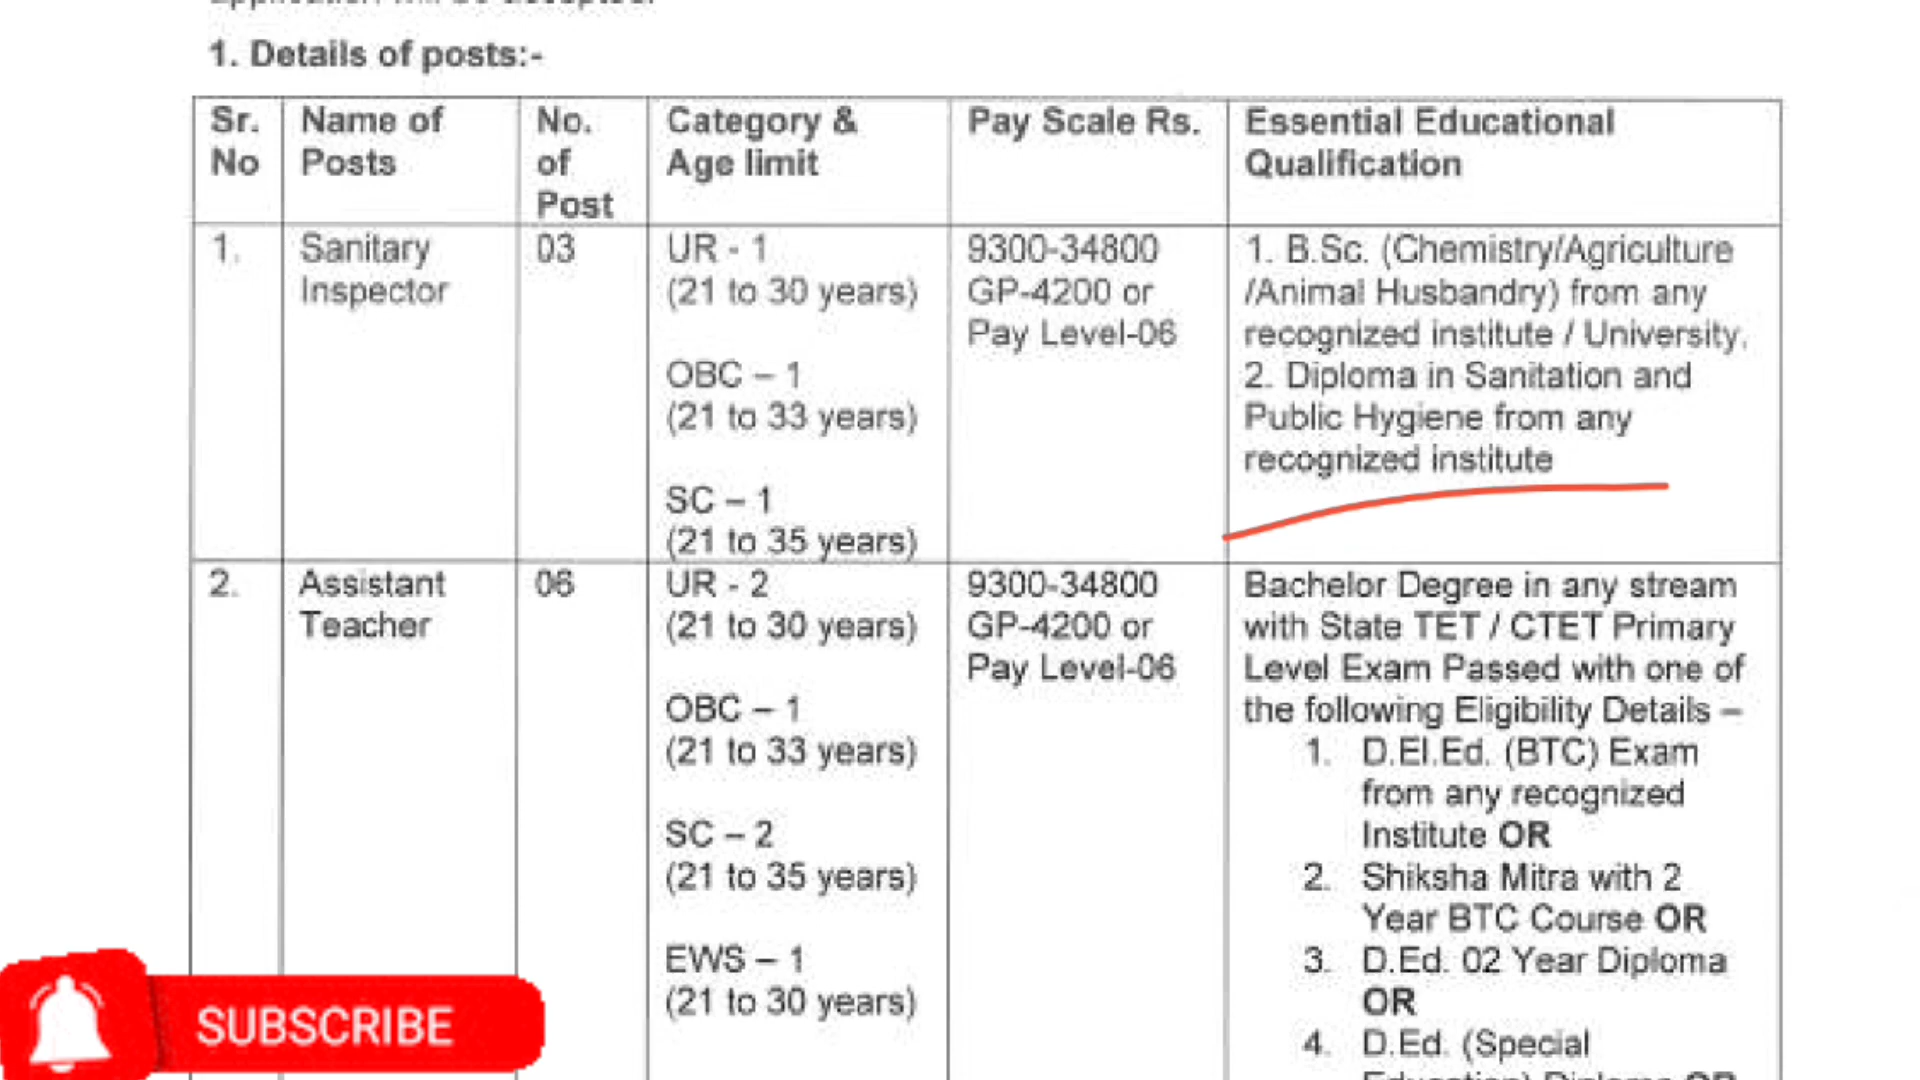 1. Details of posts:-
Sr. No
Name of Posts
No. of Post
Category & Age limit
Pay Scale Rs.
Essential Educational Qualification
1.
Sanitary
Inspector
03
UR - 1
(21 to 30 years)
OBC – 1
(21 to 33 years)
SC – 1
(21 to 35 years)
9300-34800
GP-4200 or
Pay Level-06
1. B.Sc. (Chemistry/Agriculture
/Animal Husbandry) from any
recognized institute / University.
2. Diploma in Sanitation and
Public Hygiene from any
recognized institute
2.
Assistant
Teacher
06
UR - 2
(21 to 30 years)
OBC – 1
(21 to 33 years)
SC – 2
(21 to 35 years)
EWS – 1
(21 to 30 years)
9300-34800
GP-4200 or
Pay Level-06
Bachelor Degree in any stream
with State TET / CTET Primary
Level Exam Passed with one of
the following Eligibility Details –
1. D.El.Ed. (BTC) Exam
from any recognized
Institute OR
2. Shiksha Mitra with 2
Year BTC Course OR
3. D.Ed. 02 Year Diploma
OR
4. D.Ed. (Special
SUBSCRIBE